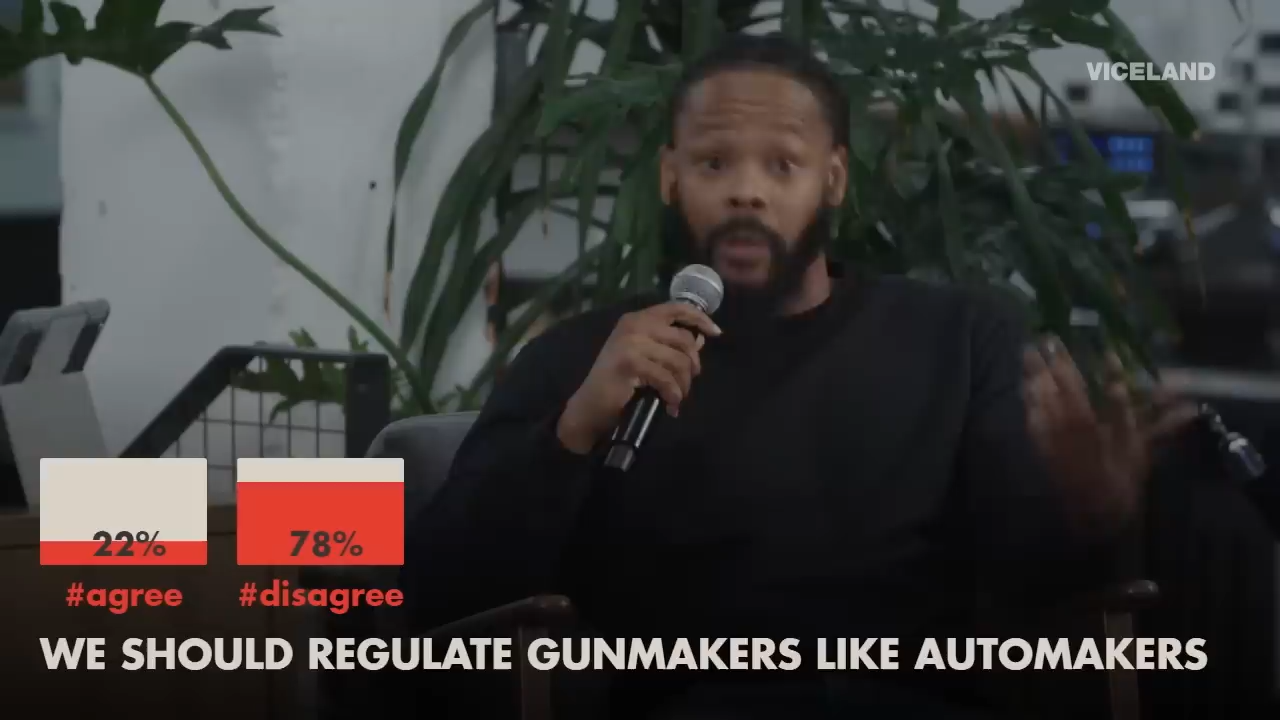 VICELAND
22% 78%
#agree #disagree
WE SHOULD REGULATE GUNMAKERS LIKE AUTOMAKERS